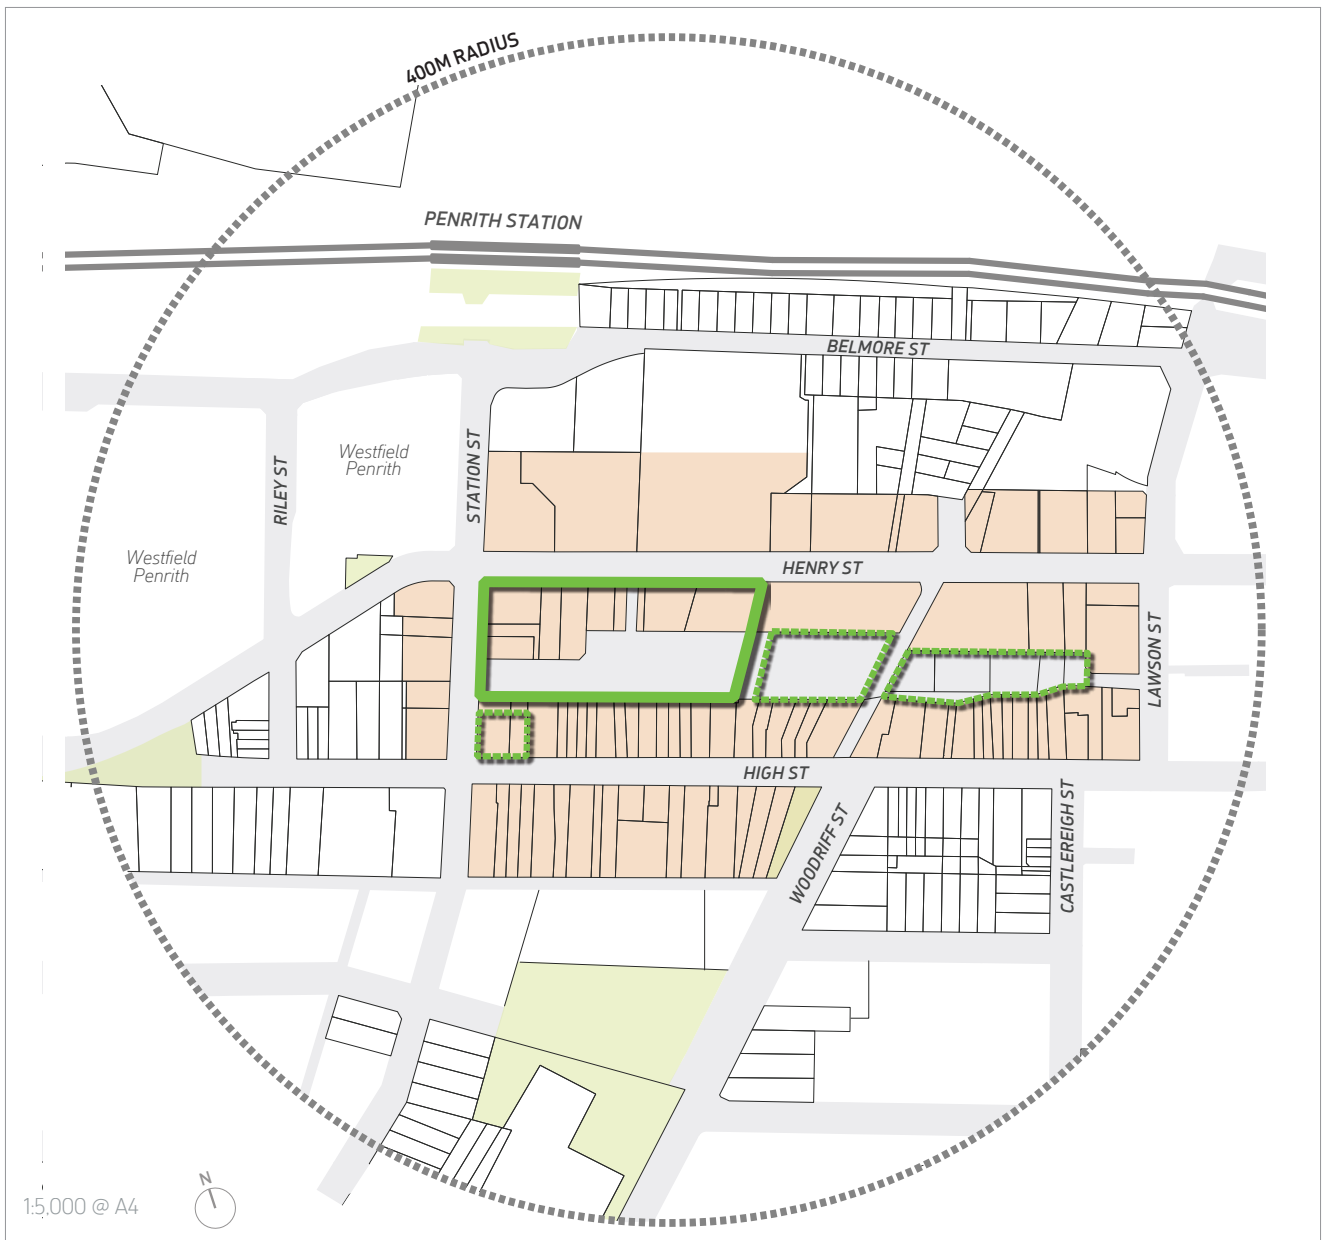 400M RADIUS
PENRITH STATION
BELMORE ST
STATION ST
RILEY ST
Westfield
Penrith
Westfield
Penrith
HENRY ST
LAWSON ST
HIGH ST
WOODRIFF ST
CASTLEREIGH ST
N
1:5,000 @ A4